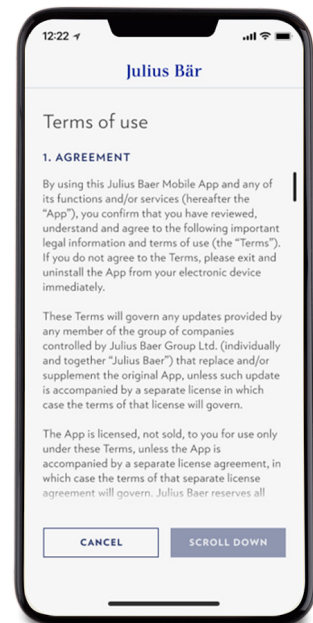 12:22
Julius Bär
Terms of use
1. AGREEMENT
By using this Julius Baer Mobile App and any of
its functions and/or services (hereafter the
“App”), you confirm that you have reviewed,
understand and agree to the following important
legal information and terms of use (the “Terms”).
If you do not agree to the Terms, please exit and
uninstall the App from your electronic device
immediately.
These Terms will govern any updates provided by
any member of the group of companies
controlled by Julius Baer Group Ltd. (individually
and together “Julius Baer”) that replace and/or
supplement the original App, unless such update
is accompanied by a separate license in which
case the terms of that license will govern.
The App is licensed, not sold, to you for use only
under these Terms, unless the App is
accompanied by a separate license agreement, in
which case the terms of that separate license
agreement will govern. Julius Baer reserves all
CANCEL
SCROLL DOWN